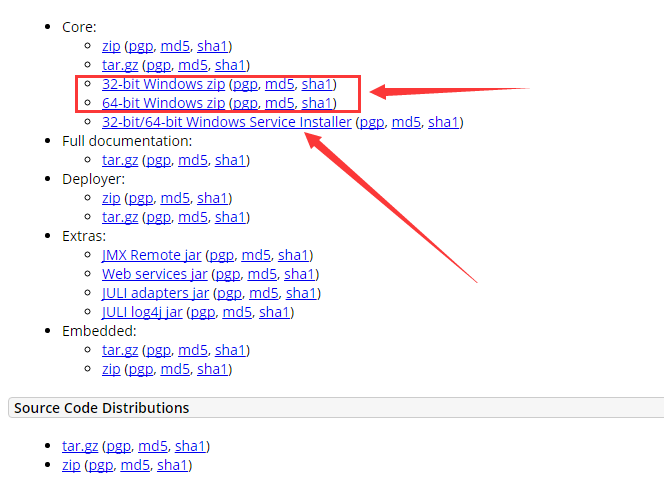 Core:
zip (pgp, md5, sha1)
tar.gz (pgp, md5, sha1)
32-bit Windows zip (pgp, md5, sha1)
64-bit Windows zip (pgp, md5, sha1)
32-bit/64-bit Windows Service Installer (pgp, md5, sha1)
Full documentation:
tar.gz (pgp, md5, sha1)
Deployer:
zip (pgp, md5, sha1)
tar.gz (pgp, md5, sha1)
Extras:
JMX Remote jar (pgp, md5, sha1)
Web services jar (pgp, md5, sha1)
JULI adapters jar (pgp, md5, sha1)
JULI log4j jar (pgp, md5, sha1)
Embedded:
tar.gz (pgp, md5, sha1)
zip (pgp, md5, sha1)
Source Code Distributions
tar.gz (pgp, md5, sha1)
zip (pgp, md5, sha1)